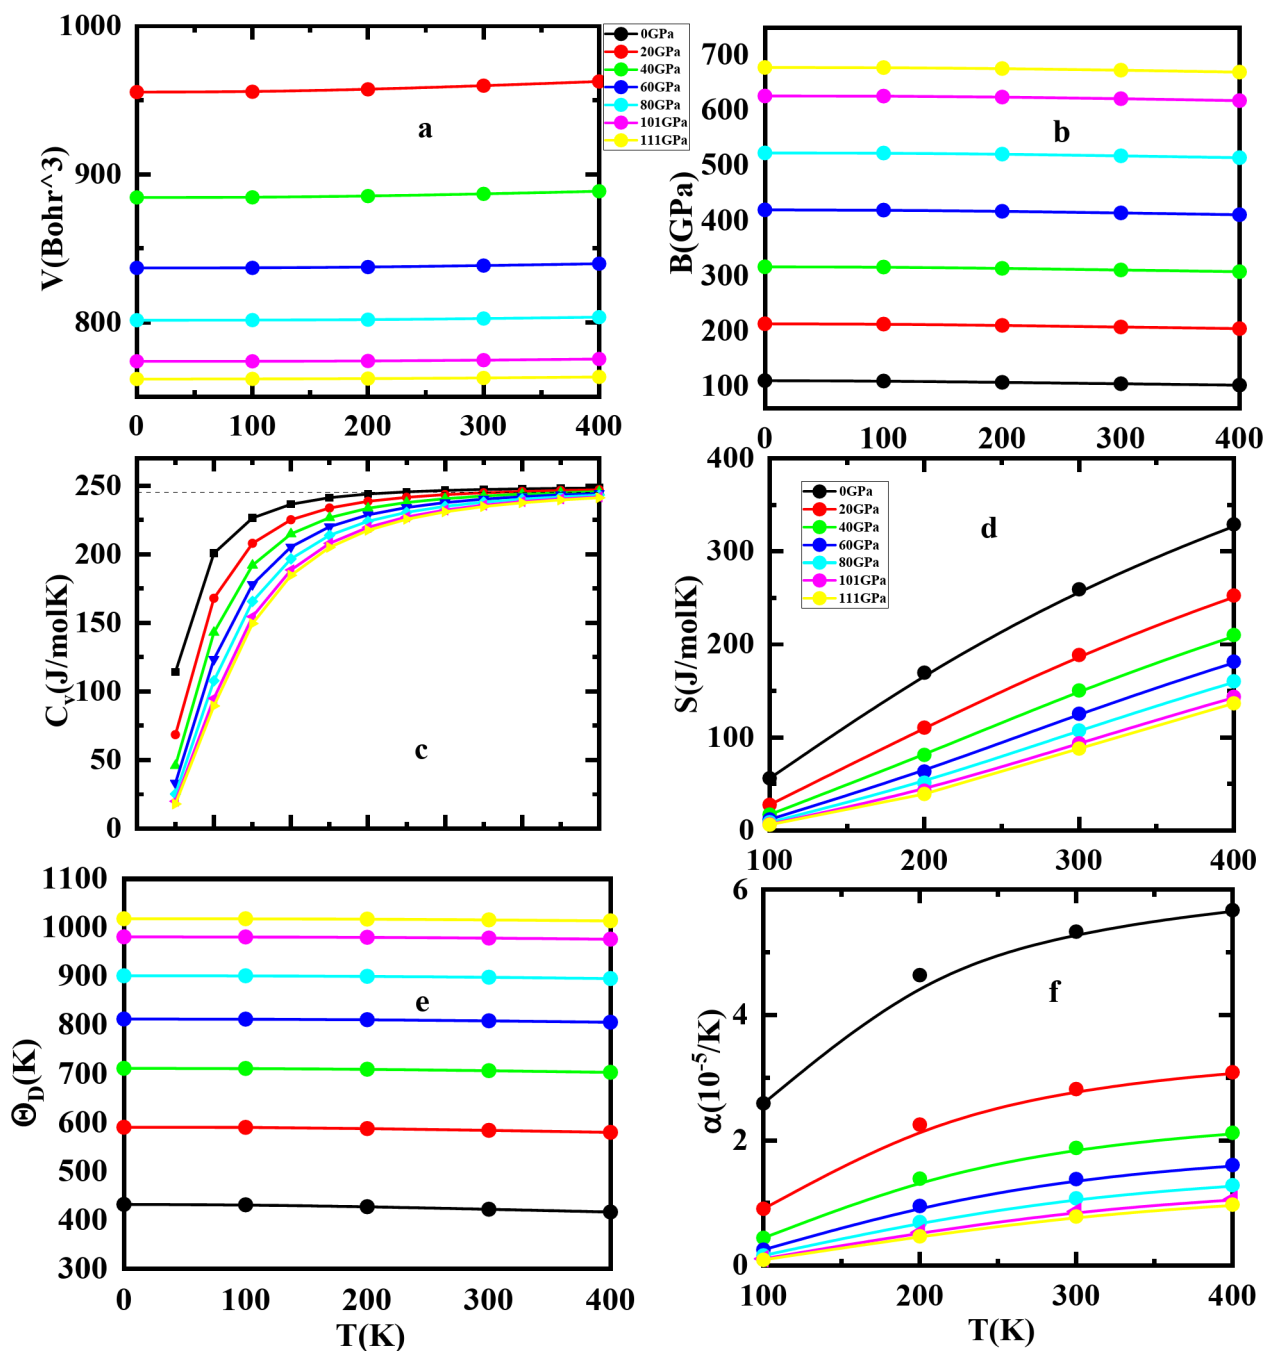 1000
900
800
V(Bohr^3)
a
0GPa
20GPa
40GPa
60GPa
80GPa
101GPa
111GPa
0 100 200 300 400
700
600
500
400
300
200
100
B(GPa)
b
0 100 200 300 400
250
200
150
100
50
0
Cv(J/molK)
c
400
300
200
100
0
S(J/molK)
d
0GPa
20GPa
40GPa
60GPa
80GPa
101GPa
111GPa
100 200 300 400
1100
1000
900
800
700
600
500
400
300
ΘD(K)
e
0 100 200 300 400
T(K)
6
4
2
0
α(10-5/K)
f
100 200 300 400
T(K)